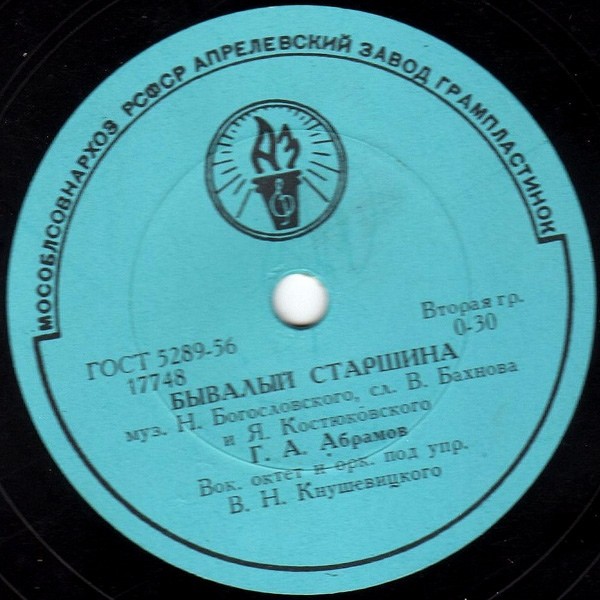 МОСОБЛСОВНАРХОЗ РСФСР АПРЕЛЕВСКИЙ ЗАВОД ГРАМПЛАСТИНОК
АЗ
Вторая гр.
ГОСТ 5289-56
0-30
17748
БЫВАЛЫЙ СТАРШИНА
муз. Н. Богословского, сл. В. Бахнова
и Я. Костюковского
Г. А. Абрамов
Вок. октет и орк. под упр.
В. Н. Кнушевицкого